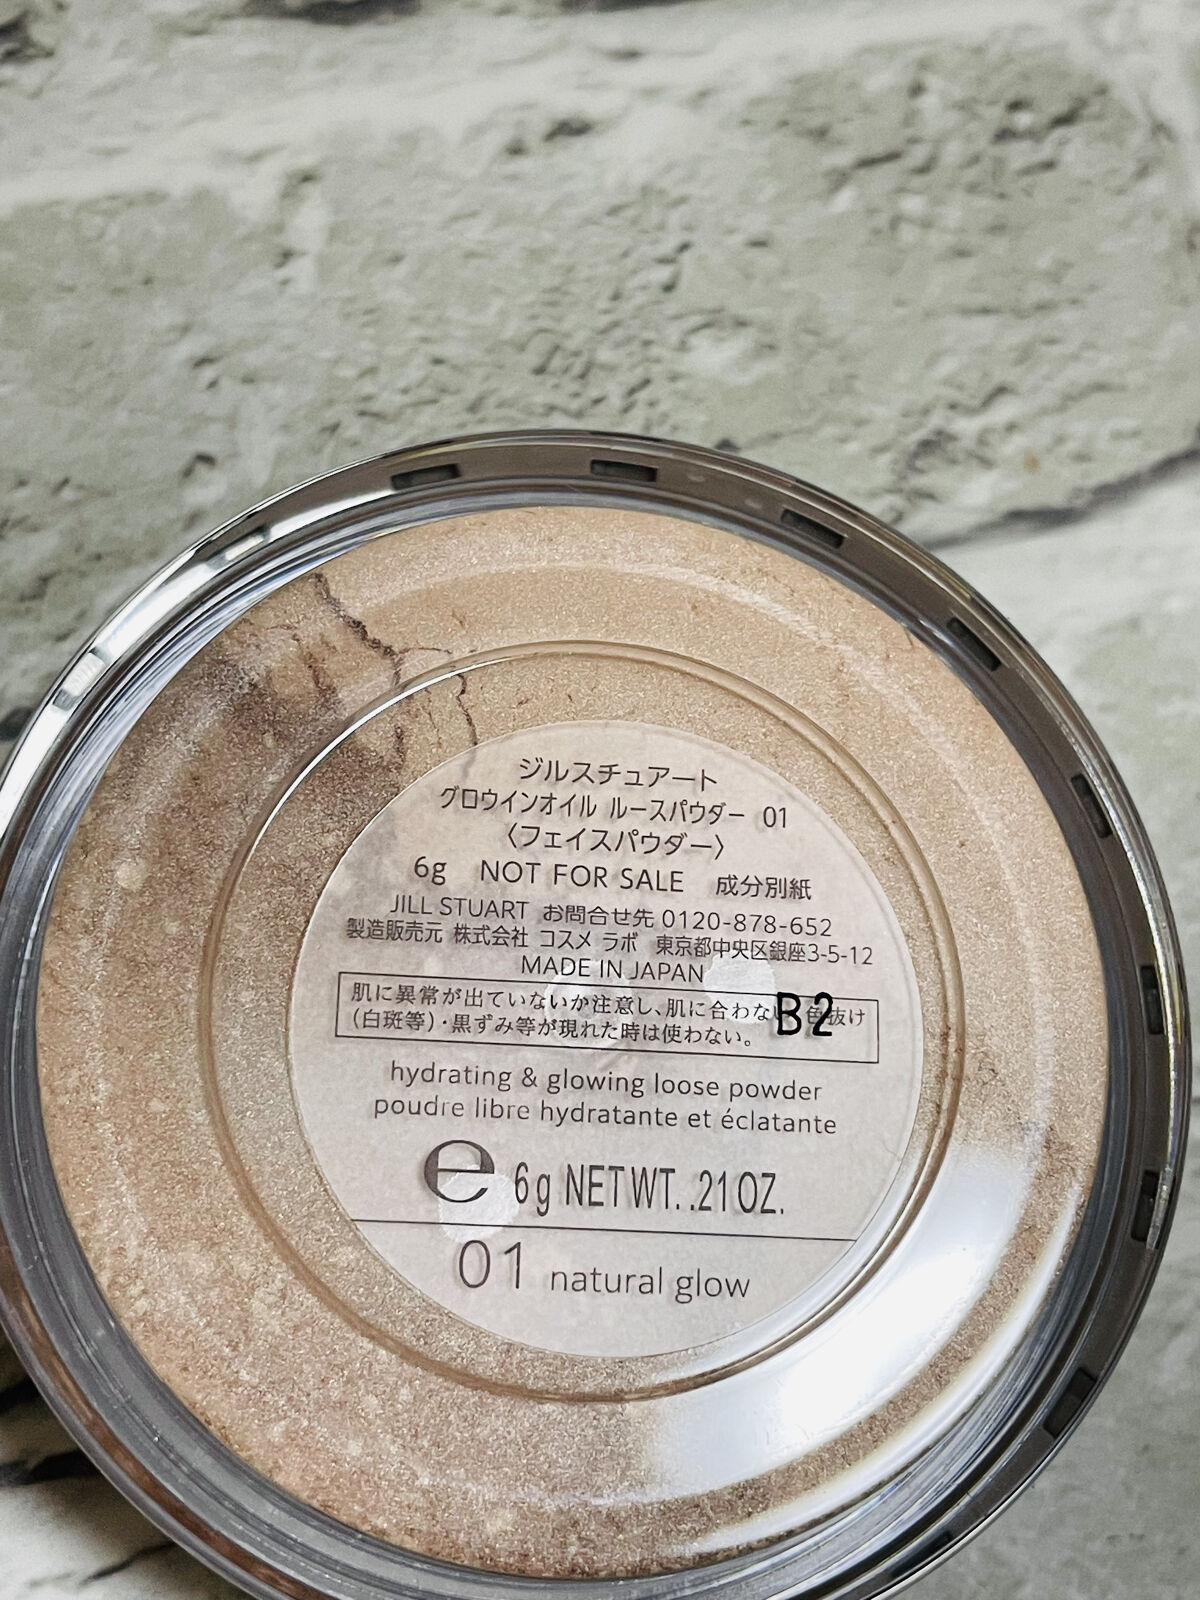 ジルスチュアート
グロウインオイル ルースパウダー 01
〈フェイスパウダー〉
6g NOT FOR SALE 成分別紙
JILL STUART お問合せ先 0120-878-652
製造販売元 株式会社 コスメ ラボ 東京都中央区銀座3-5-12
MADE IN JAPAN
肌に異常が出ていないか注意し、肌に合わな 色抜け
B2
(白斑等)・黒ずみ等が現れた時は使わない。
hydrating & glowing loose powder
poudre libre hydratante et éclatante
e 6g NET WT. .21 OZ.
01 natural glow